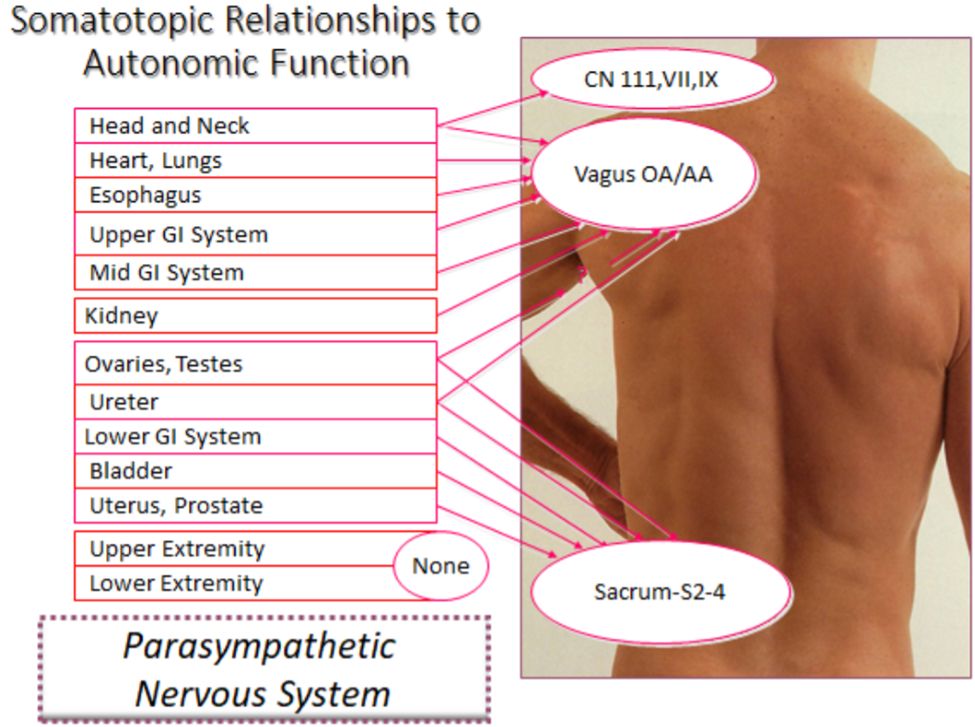 Somatotopic Relationships to
Autonomic Function
CN 111,VII,IX
Head and Neck
Heart, Lungs
Vagus OA/AA
Esophagus
Upper GI System
Mid GI System
?
Kidney
Ovaries, Testes
Ureter
Lower GI System
Bladder
Uterus, Prostate
Upper Extremity
None
Lower Extremity
Sacrum-S2-4
Parasympathetic
Nervous System